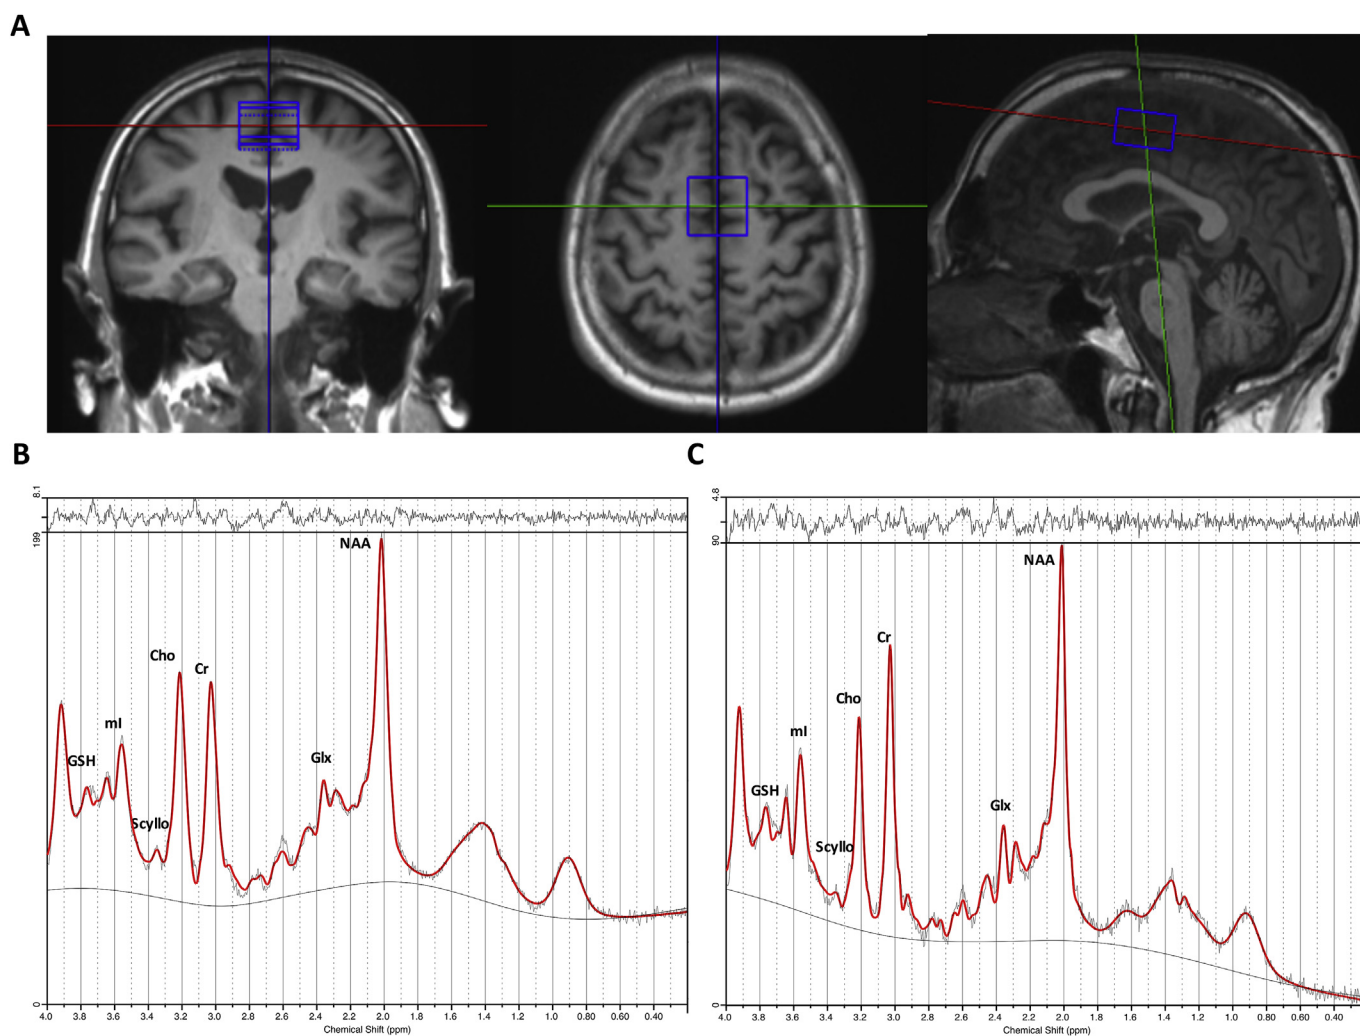 A
B
C
8.1
199
NAA
Cho
Cr
mI
GSH
Glx
Scyllo
0
4.0 3.8 3.6 3.4 3.2 3.0 2.8 2.6 2.4 2.2 2.0 1.8 1.6 1.4 1.2 1.0 0.80 0.60 0.40
Chemical Shift (ppm)
4.8
90
NAA
Cr
Cho
mI
GSH
Glx
Scyllo
0
4.0 3.8 3.6 3.4 3.2 3.0 2.8 2.6 2.4 2.2 2.0 1.8 1.6 1.4 1.2 1.0 0.80 0.60 0.40
Chemical Shift (ppm)